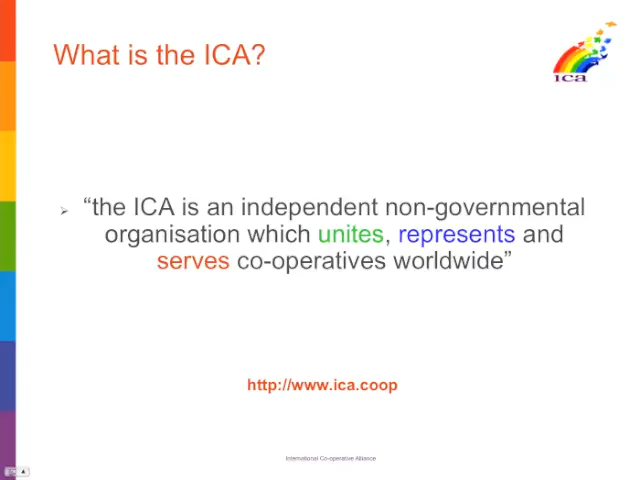 What is the ICA?
ica
“the ICA is an independent non-governmental
organisation which unites, represents and
serves co-operatives worldwide”
http://www.ica.coop
International Co-operative Alliance